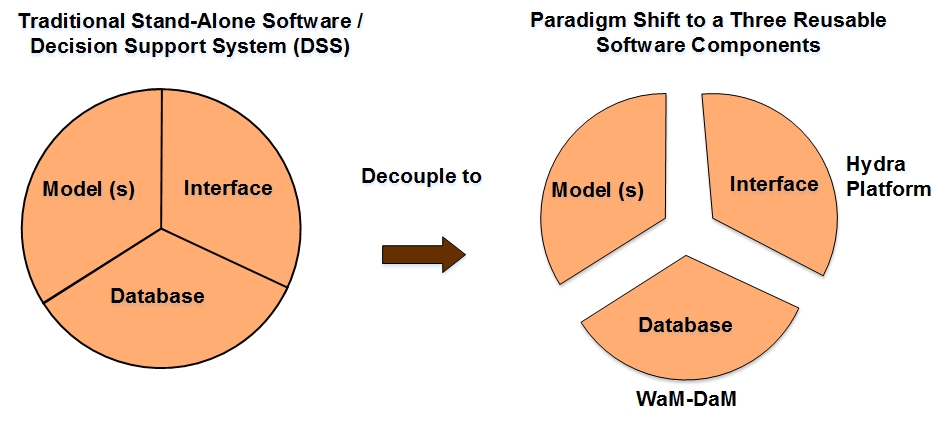 Traditional Stand-Alone Software /
Decision Support System (DSS)
Model (s)
Interface
Database
Decouple to
Paradigm Shift to a Three Reusable
Software Components
Model (s)
Interface
Hydra
Platform
Database
WaM-DaM